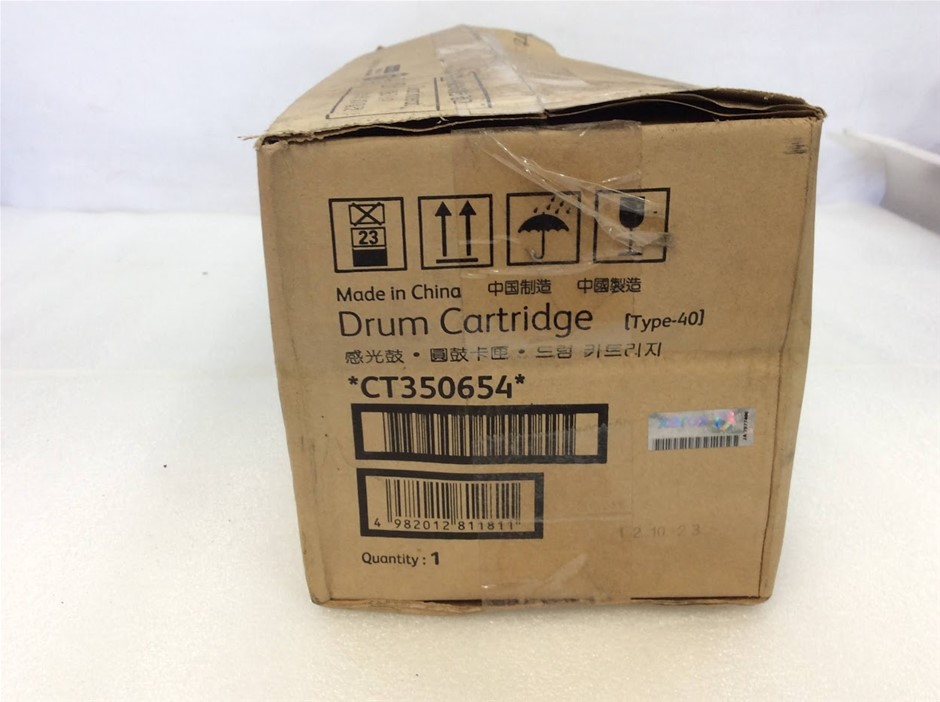 23
Made in China 中国制造 中國製造
Drum Cartridge [Type-40]
感光鼓・圓鼓卡匣・드럼 카트리지
*CT350654*
xerox
4 982012 811811
12 10 23
Quantity : 1